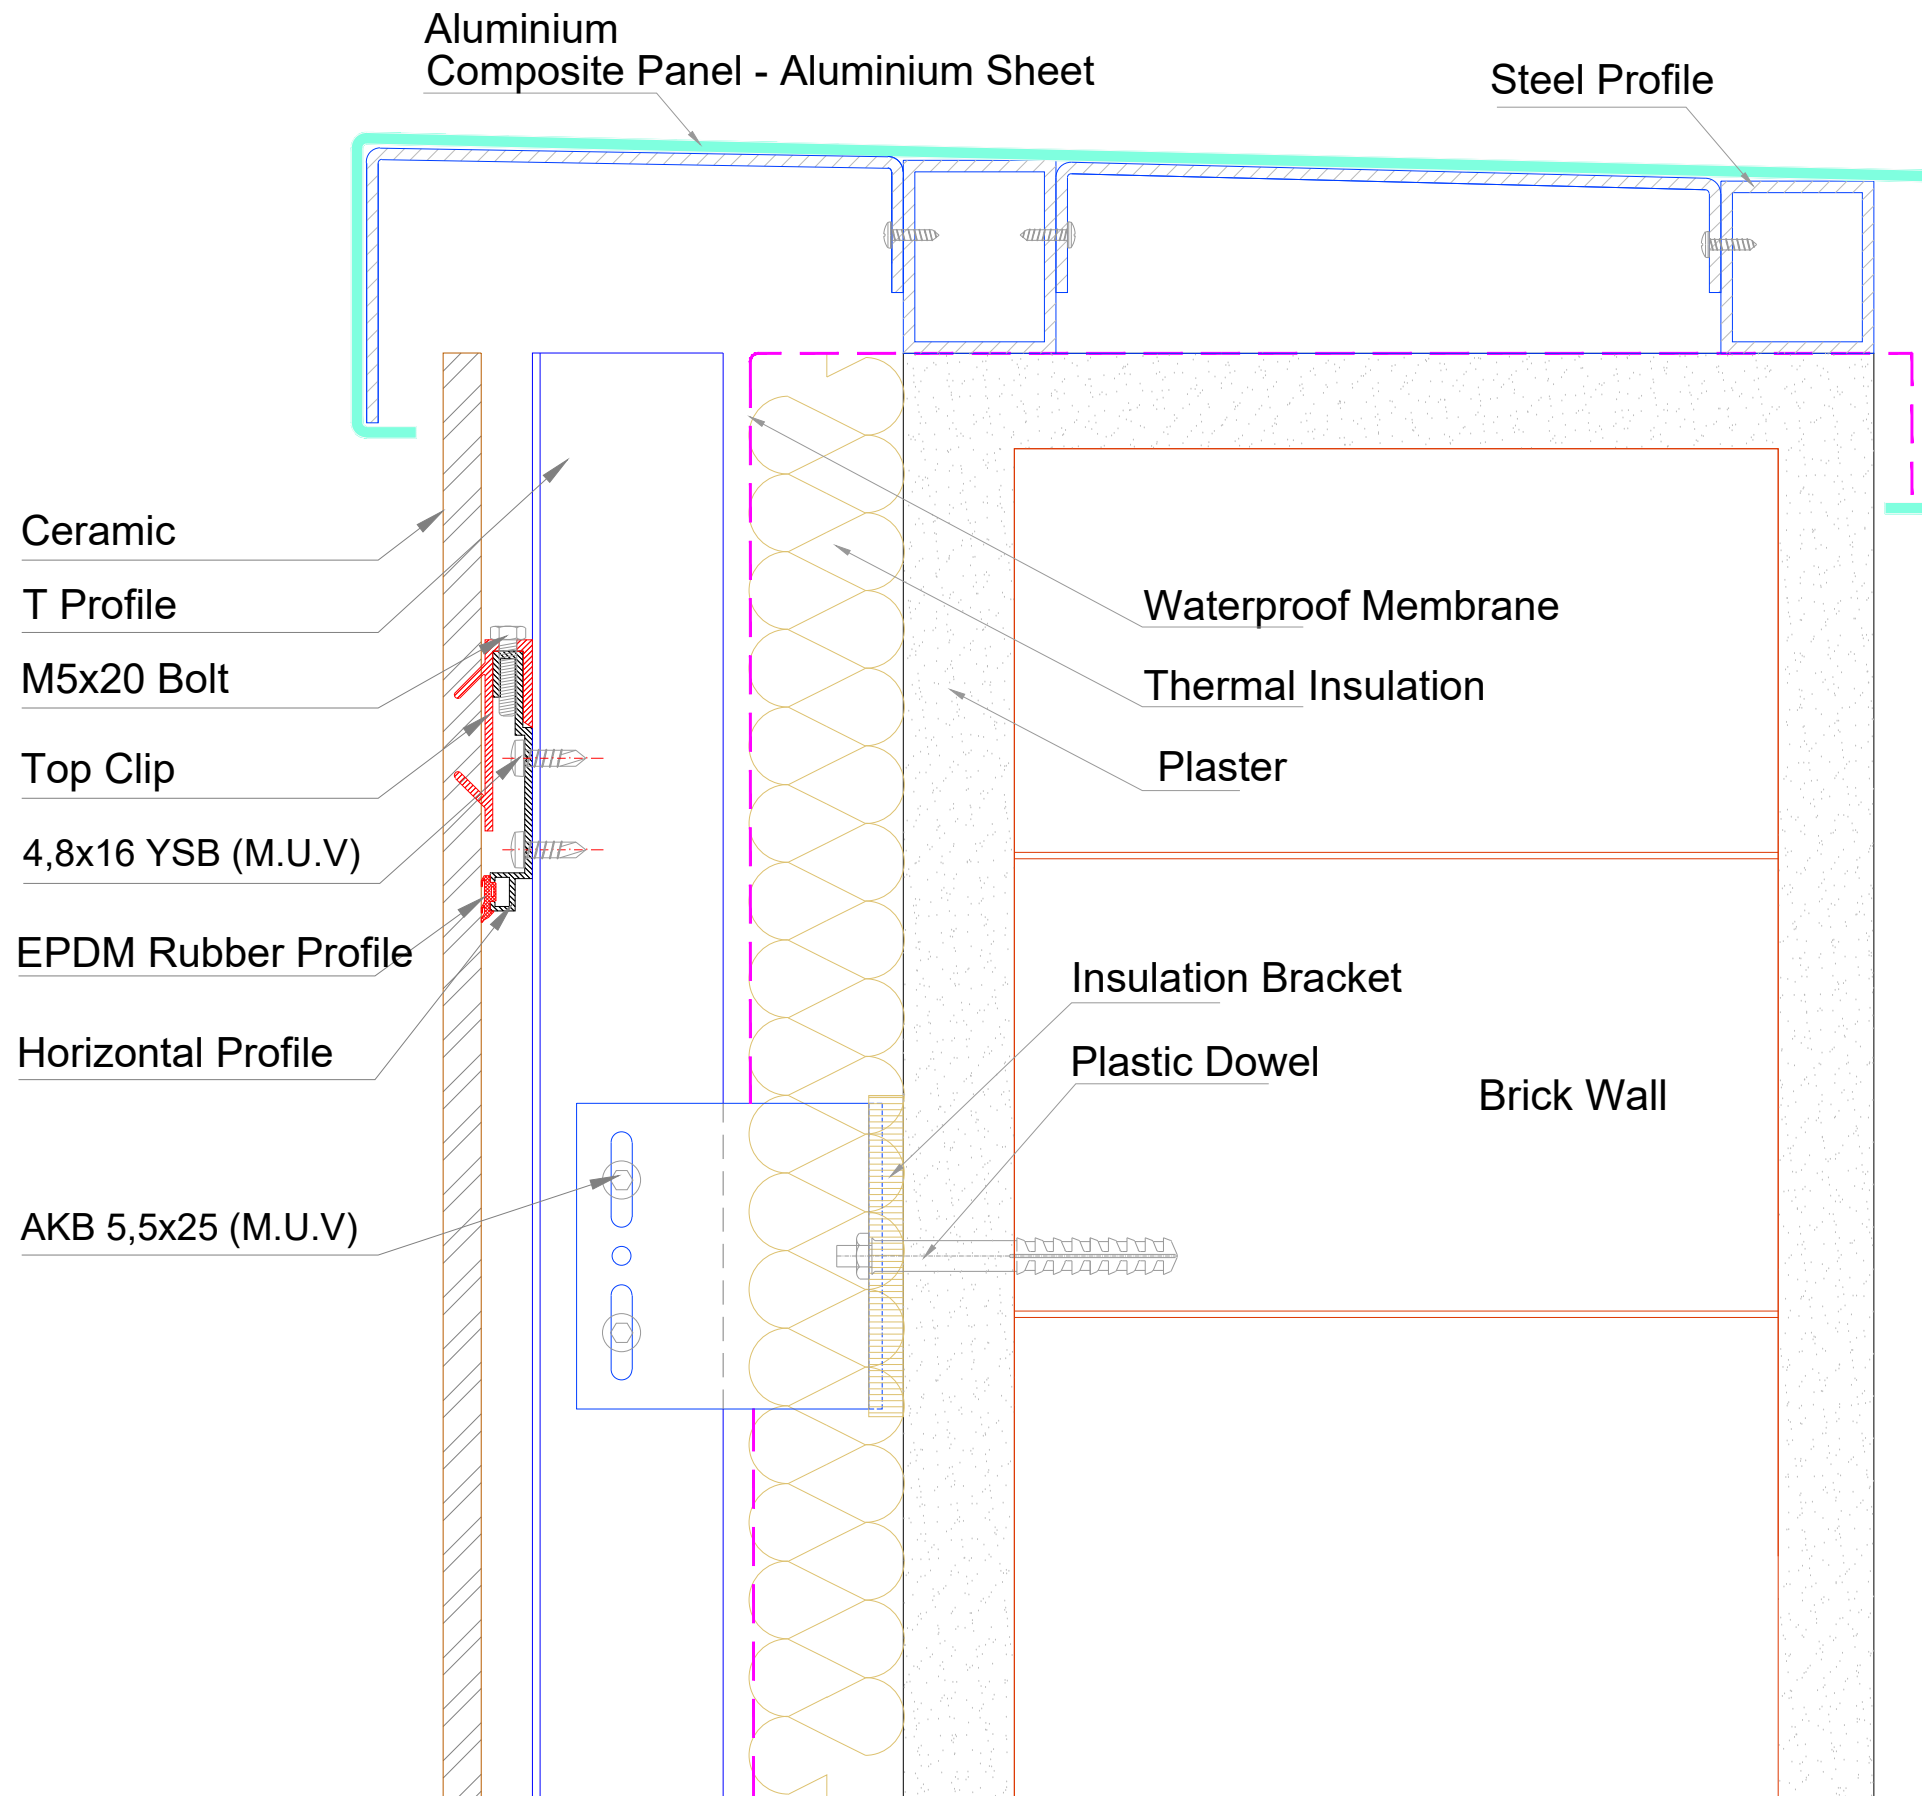 Aluminium
Composite Panel - Aluminium Sheet
Steel Profile
Ceramic
T Profile
M5x20 Bolt
Top Clip
4,8x16 YSB (M.U.V)
EPDM Rubber Profile
Horizontal Profile
AKB 5,5x25 (M.U.V)
Waterproof Membrane
Thermal Insulation
Plaster
Insulation Bracket
Plastic Dowel
Brick Wall